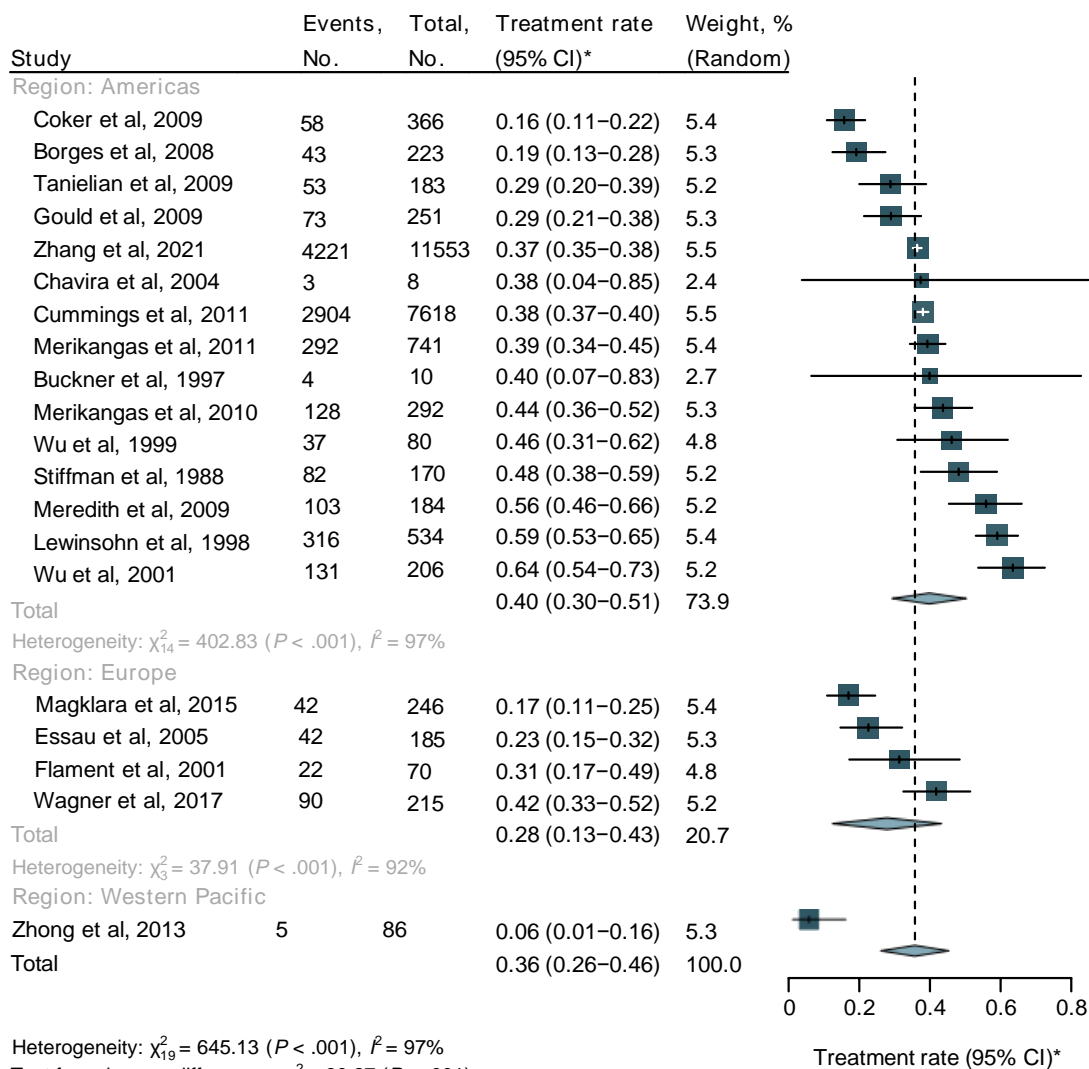 Events, Total, Treatment rate Weight, %
Study No. No. (95% CI)* (Random)
Region: Americas
Coker et al, 2009 58 366 0.16 (0.11−0.22) 5.4
Borges et al, 2008 43 223 0.19 (0.13−0.28) 5.3
Tanielian et al, 2009 53 183 0.29 (0.20−0.39) 5.2
Gould et al, 2009 73 251 0.29 (0.21−0.38) 5.3
Zhang et al, 2021 4221 11553 0.37 (0.35−0.38) 5.5
Chavira et al, 2004 3 8 0.38 (0.04−0.85) 2.4
Cummings et al, 2011 2904 7618 0.38 (0.37−0.40) 5.5
Merikangas et al, 2011 292 741 0.39 (0.34−0.45) 5.4
Buckner et al, 1997 4 10 0.40 (0.07−0.83) 2.7
Merikangas et al, 2010 128 292 0.44 (0.36−0.52) 5.3
Wu et al, 1999 37 80 0.46 (0.31−0.62) 4.8
Stiffman et al, 1988 82 170 0.48 (0.38−0.59) 5.2
Meredith et al, 2009 103 184 0.56 (0.46−0.66) 5.2
Lewinsohn et al, 1998 316 534 0.59 (0.53−0.65) 5.4
Wu et al, 2001 131 206 0.64 (0.54−0.73) 5.2
Total 0.40 (0.30−0.51) 73.9
Heterogeneity: χ²₁₄ = 402.83 (P < .001), I² = 97%
Region: Europe
Magklara et al, 2015 42 246 0.17 (0.11−0.25) 5.4
Essau et al, 2005 42 185 0.23 (0.15−0.32) 5.3
Flament et al, 2001 22 70 0.31 (0.17−0.49) 4.8
Wagner et al, 2017 90 215 0.42 (0.33−0.52) 5.2
Total 0.28 (0.13−0.43) 20.7
Heterogeneity: χ²₃ = 37.91 (P < .001), I² = 92%
Region: Western Pacific
Zhong et al, 2013 5 86 0.06 (0.01−0.16) 5.3
Total 0.36 (0.26−0.46) 100.0
0 0.2 0.4 0.6 0.8
Heterogeneity: χ²₁₉ = 645.13 (P < .001), I² = 97%
Treatment rate (95% CI)*